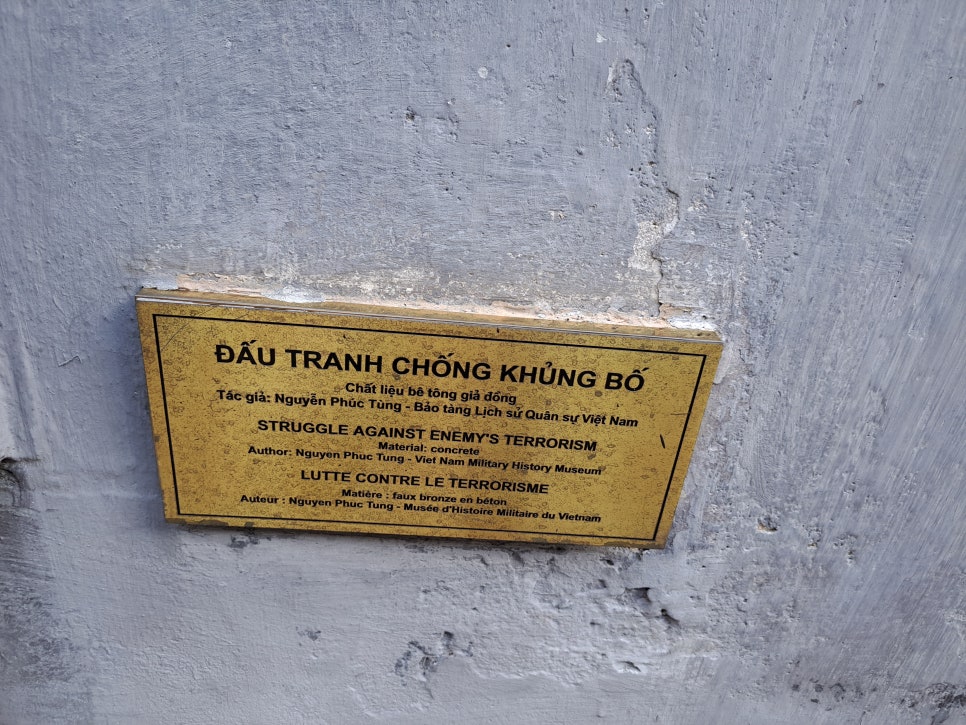 ĐẤU TRANH CHỐNG KHỦNG BỐ
Chất liệu bê tông giả đồng
Tác giả: Nguyễn Phúc Tùng - Bảo tàng Lịch sử Quân sự Việt Nam
STRUGGLE AGAINST ENEMY'S TERRORISM
Material: concrete
Author: Nguyen Phuc Tung - Viet Nam Military History Museum
LUTTE CONTRE LE TERRORISME
Matière : faux bronze en béton
Auteur : Nguyen Phuc Tung - Musée d'Histoire Militaire du Vietnam